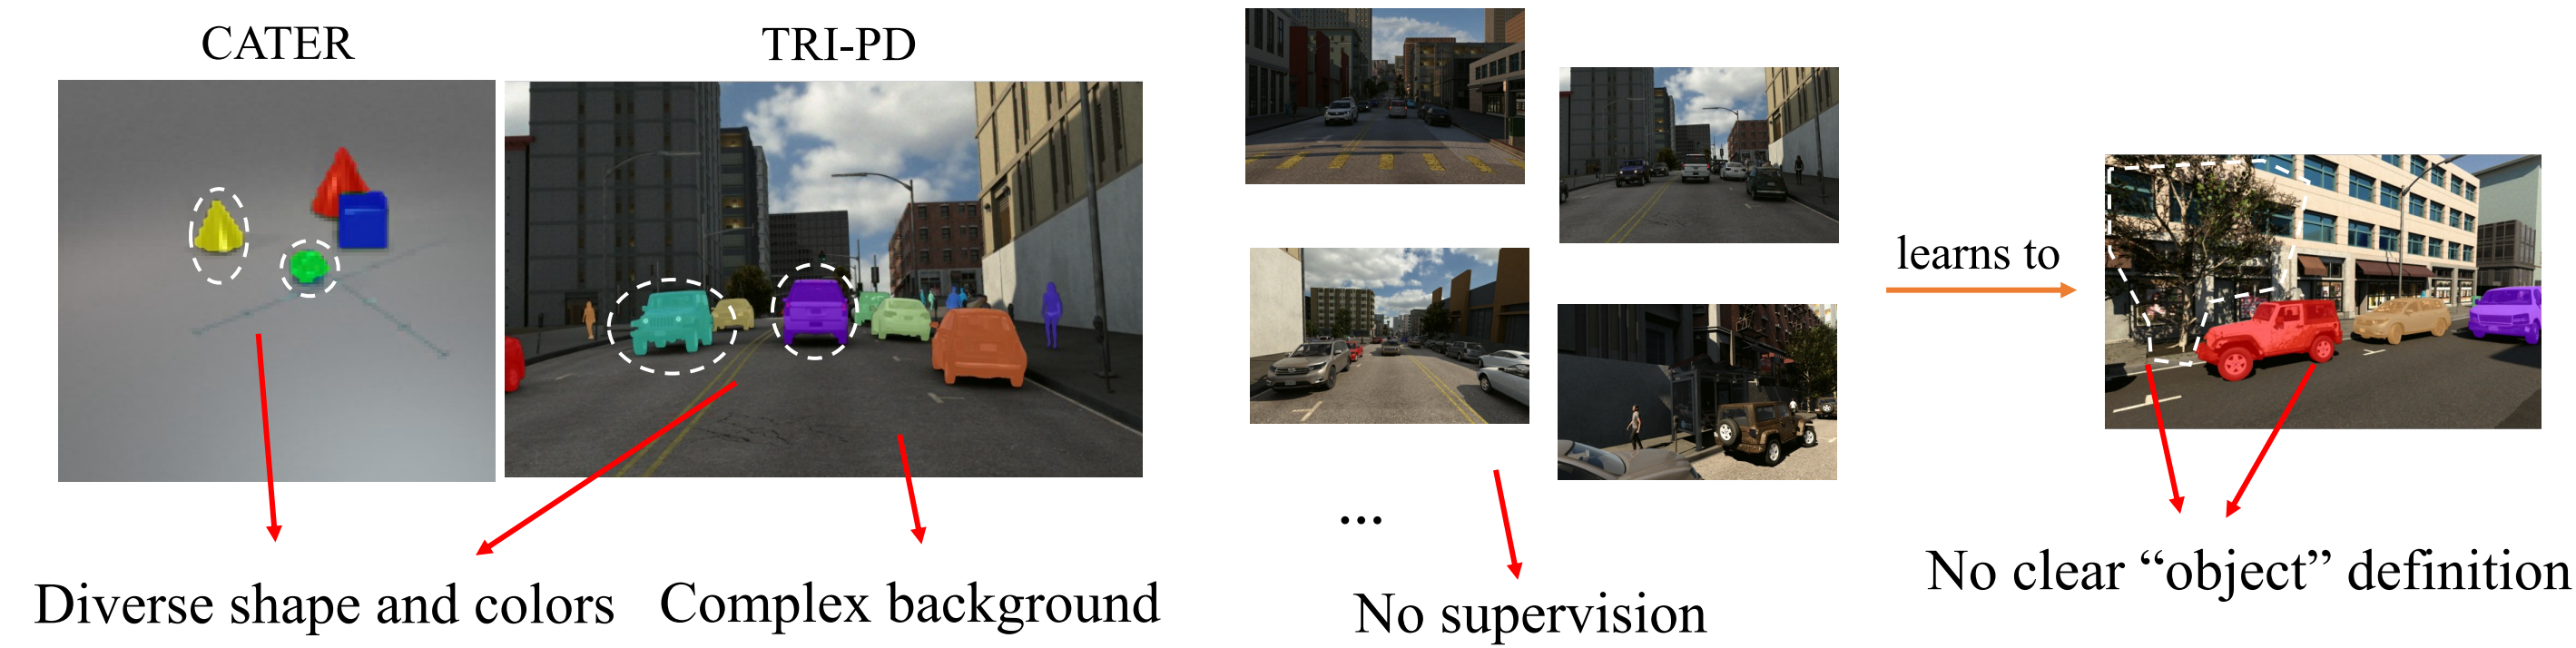 CATER
TRI-PD
learns to
...
Diverse shape and colors
Complex background
No supervision
No clear “object” definition